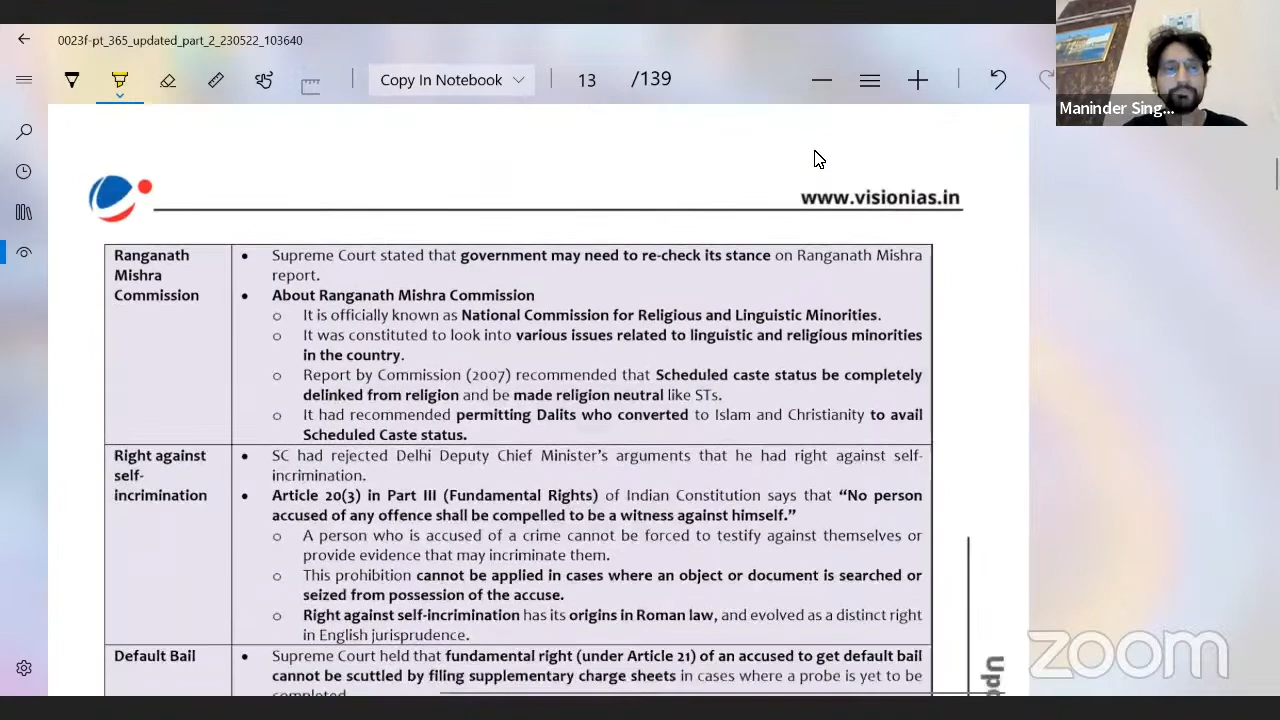 0023f-pt_365_updated_part_2_230522_103640
Copy In Notebook
13 /139
Maninder Sing...
www.visionias.in
Ranganath
Mishra
Commission
• Supreme Court stated that government may need to re-check its stance on Ranganath Mishra
report.
• About Ranganath Mishra Commission
o It is officially known as National Commission for Religious and Linguistic Minorities.
o It was constituted to look into various issues related to linguistic and religious minorities
in the country.
o Report by Commission (2007) recommended that Scheduled caste status be completely
delinked from religion and be made religion neutral like STs.
o It had recommended permitting Dalits who converted to Islam and Christianity to avail
Scheduled Caste status.
Right against
self-
incrimination
• SC had rejected Delhi Deputy Chief Minister’s arguments that he had right against self-
incrimination.
• Article 20(3) in Part III (Fundamental Rights) of Indian Constitution says that “No person
accused of any offence shall be compelled to be a witness against himself.”
o A person who is accused of a crime cannot be forced to testify against themselves or
provide evidence that may incriminate them.
o This prohibition cannot be applied in cases where an object or document is searched or
seized from possession of the accuse.
o Right against self-incrimination has its origins in Roman law, and evolved as a distinct right
in English jurisprudence.
Default Bail
• Supreme Court held that fundamental right (under Article 21) of an accused to get default bail
cannot be scuttled by filing supplementary charge sheets in cases where a probe is yet to be
completed.
zoom